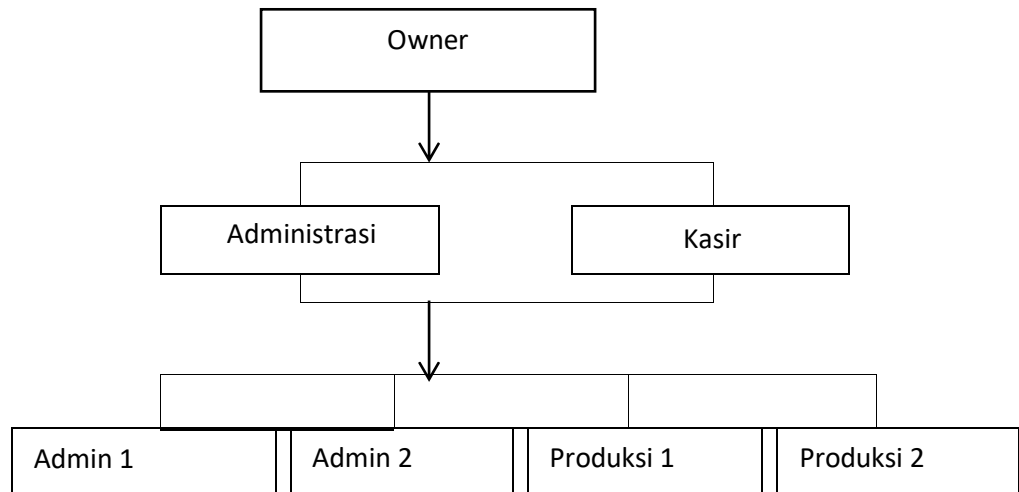 Owner
Administrasi
Kasir
Admin 1
Admin 2
Produksi 1
Produksi 2